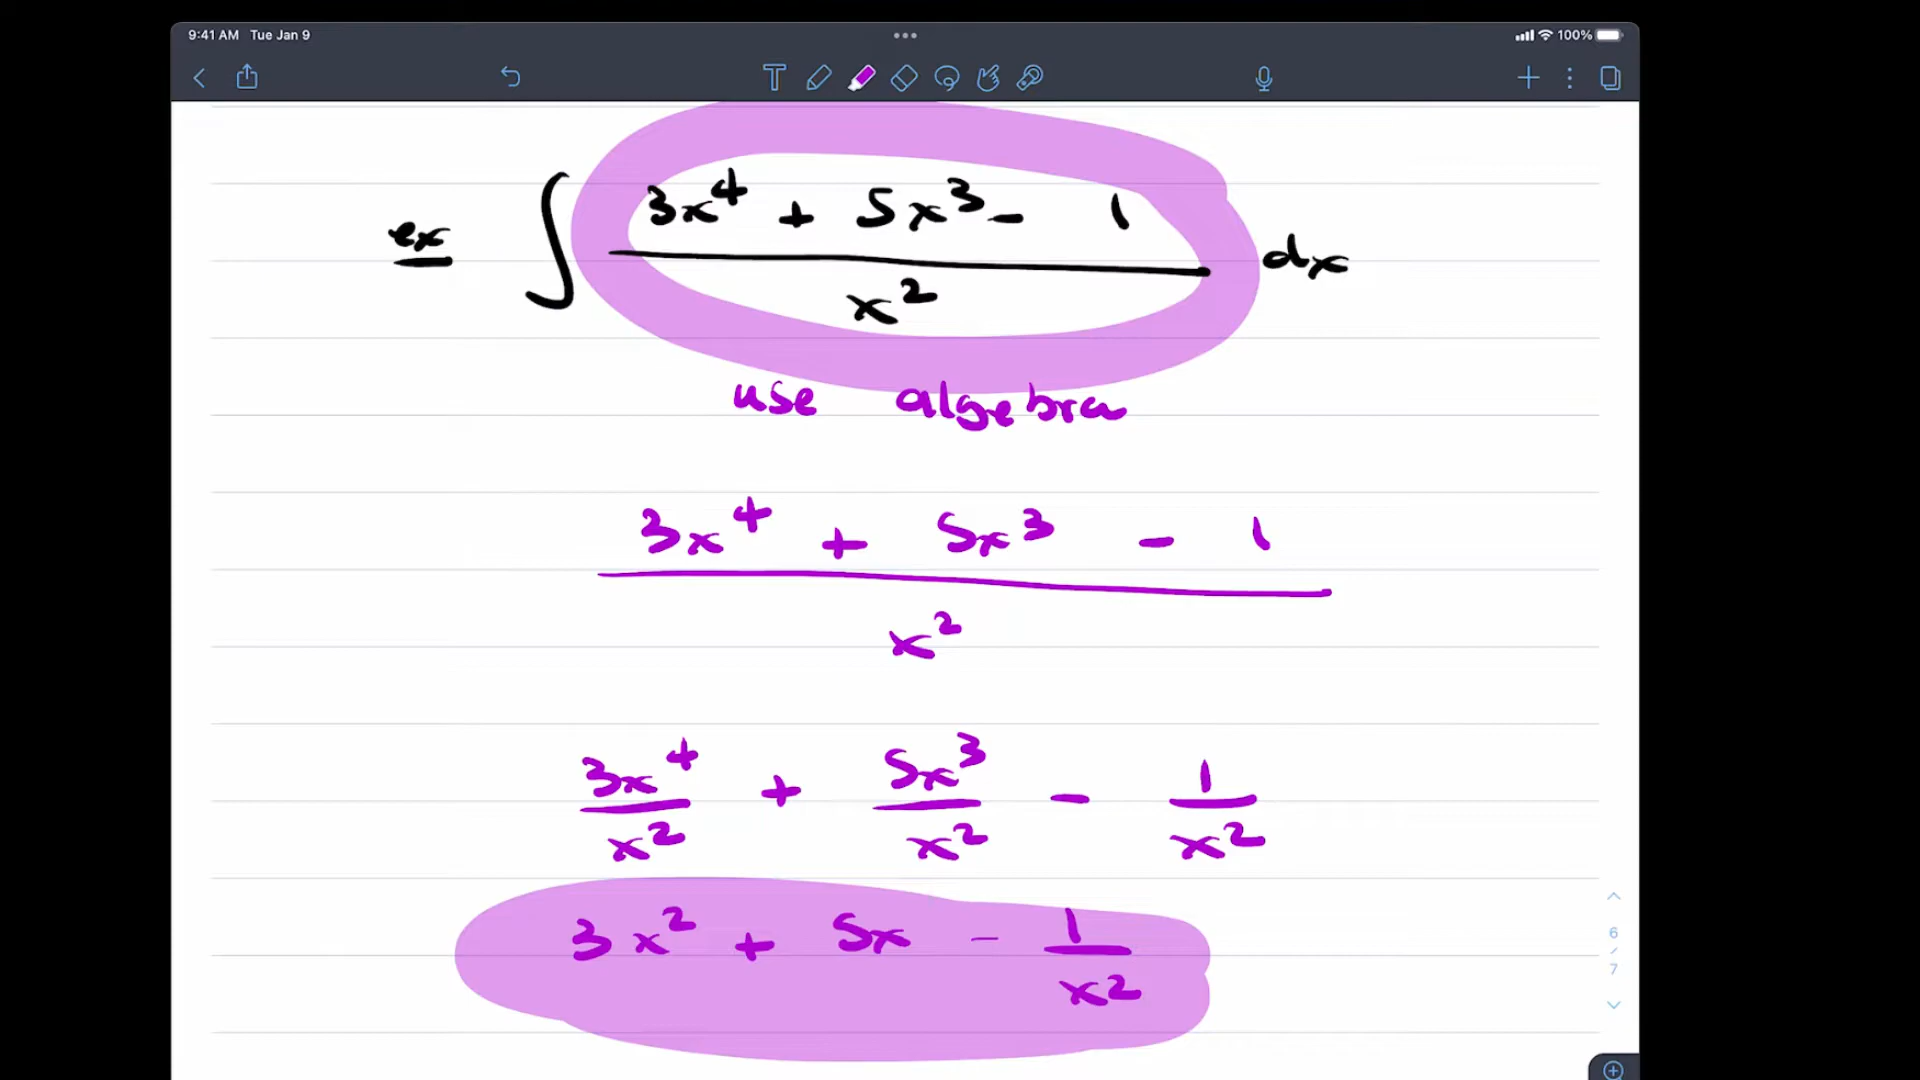 9:41 AM Tue Jan 9 100%
ex ∫ (3x⁴ + 5x³ - 1)/x² dx
use algebra
(3x⁴ + 5x³ - 1)/x²
3x⁴/x² + 5x³/x² - 1/x²
3x² + 5x - 1/x²
6/7